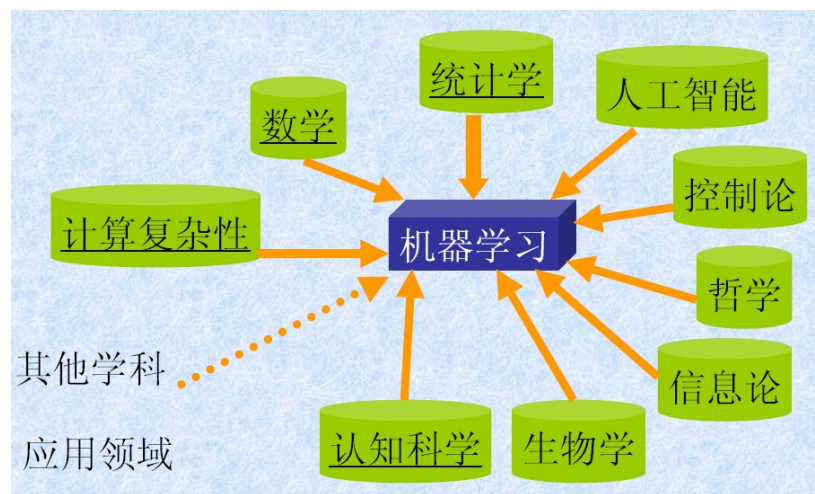 统计学
人工智能
数学
控制论
计算复杂性
机器学习
哲学
其他学科
信息论
应用领域
认知科学
生物学